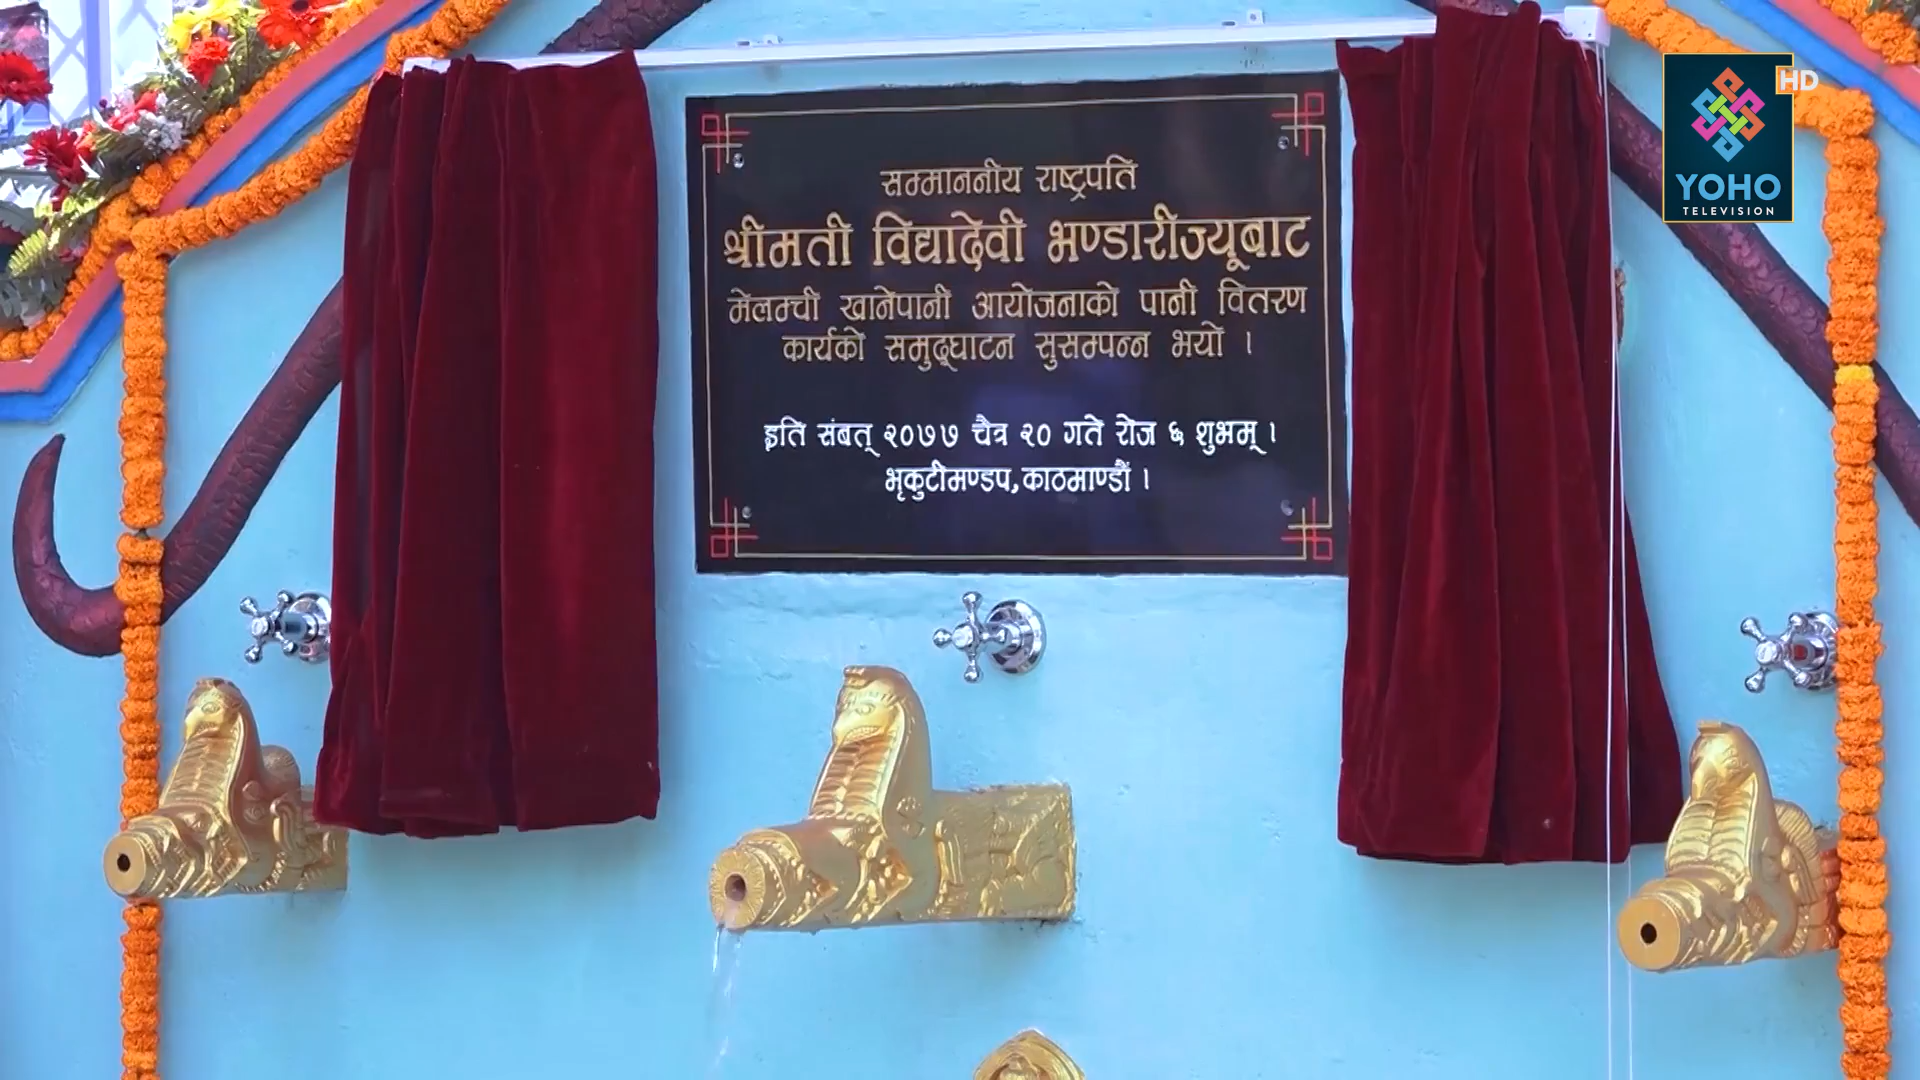 सम्माननीय राष्ट्रपति
श्रीमती विद्यादेवी भण्डारीज्यूबाट
मेलम्ची खानेपानी आयोजनाको पानी वितरण
कार्यको समुद्घाटन सुसम्पन्न भयो ।
इति संबत् २०७७ चैत्र २० गते रोज ६ शुभम् ।
भृकुटीमण्डप, काठमाण्डौं ।
HD
YOHO
TELEVISION